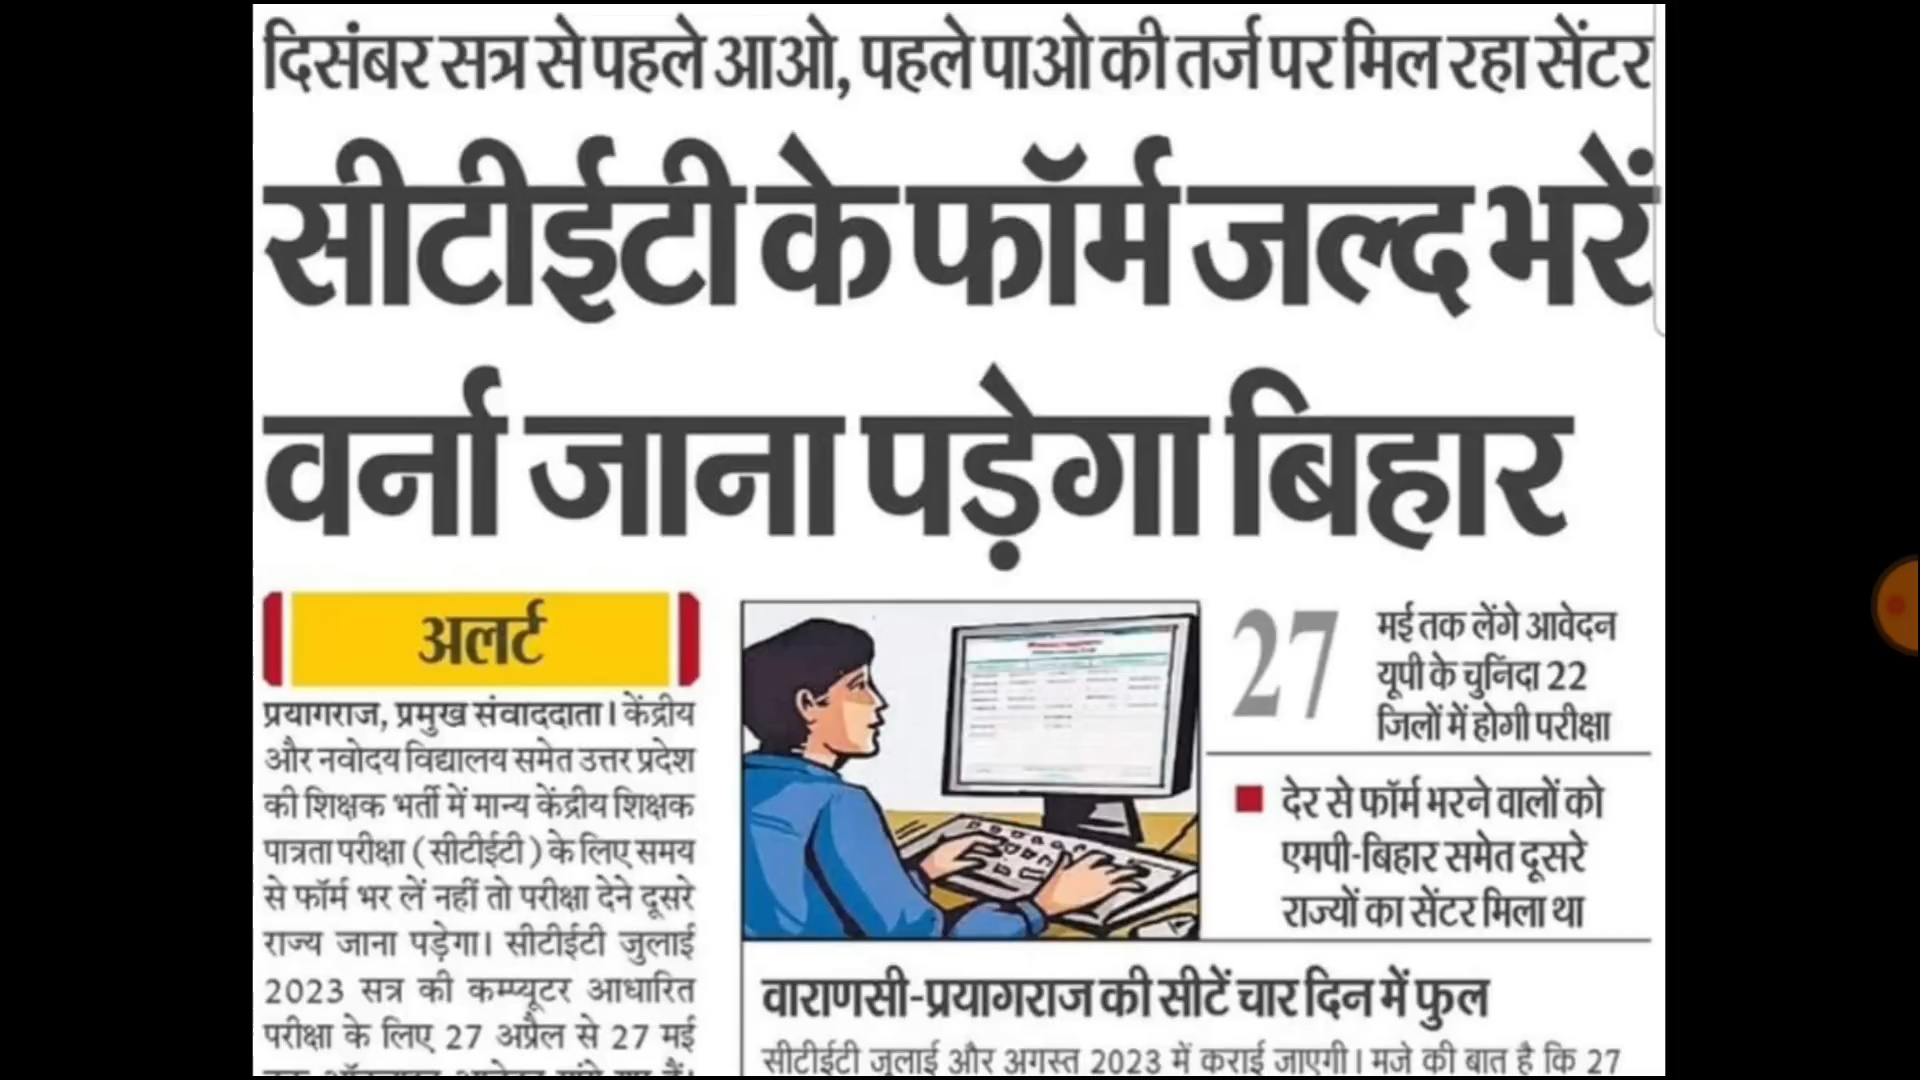 दिसंबर सत्र से पहले आओ, पहले पाओ की तर्ज पर मिल रहा सेंटर
सीटीईटी के फॉर्म जल्द भरें
वर्ना जाना पड़ेगा बिहार
अलर्ट
प्रयागराज, प्रमुख संवाददाता। केंद्रीय
और नवोदय विद्यालय समेत उत्तर प्रदेश
की शिक्षक भर्ती में मान्य केंद्रीय शिक्षक
पात्रता परीक्षा (सीटीईटी) के लिए समय
से फॉर्म भर लें नहीं तो परीक्षा देने दूसरे
राज्य जाना पड़ेगा। सीटीईटी जुलाई
2023 सत्र की कम्प्यूटर आधारित
परीक्षा के लिए 27 अप्रैल से 27 मई
27
मई तक लेंगे आवेदन
यूपी के चुनिंदा 22
जिलों में होगी परीक्षा
देर से फॉर्म भरने वालों को
एमपी-बिहार समेत दूसरे
राज्यों का सेंटर मिला था
वाराणसी-प्रयागराज की सीटें चार दिन में फुल
सीटीईटी जुलाई और अगस्त 2023 में कराई जाएगी। मजे की बात है कि 27